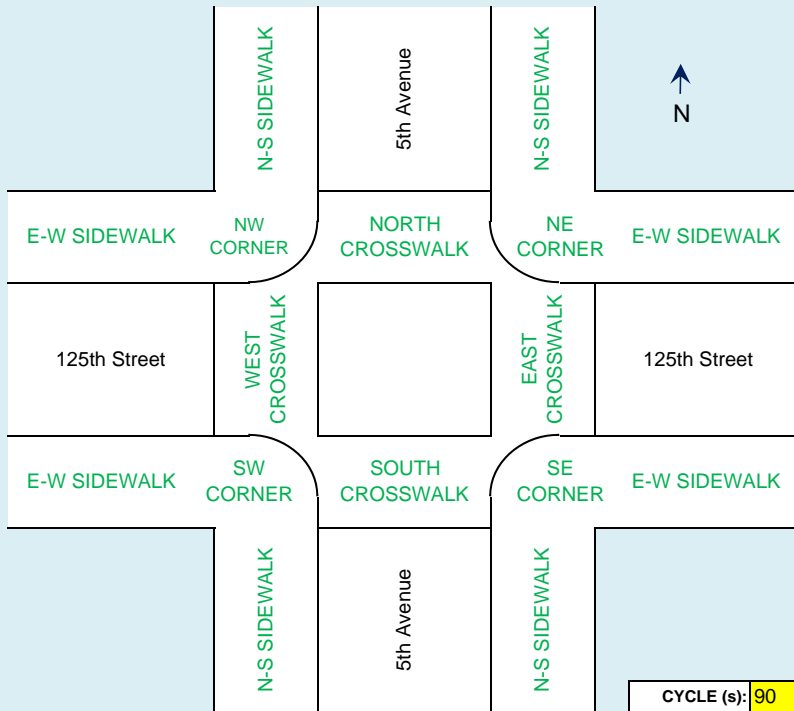 N-S SIDEWALK
5th Avenue
N-S SIDEWALK
N
E-W SIDEWALK
NW
CORNER
NORTH
CROSSWALK
NE
CORNER
E-W SIDEWALK
125th Street
WEST
CROSSWALK
EAST
CROSSWALK
125th Street
E-W SIDEWALK
SW
CORNER
SOUTH
CROSSWALK
SE
CORNER
E-W SIDEWALK
N-S SIDEWALK
5th Avenue
N-S SIDEWALK
CYCLE (s): 90